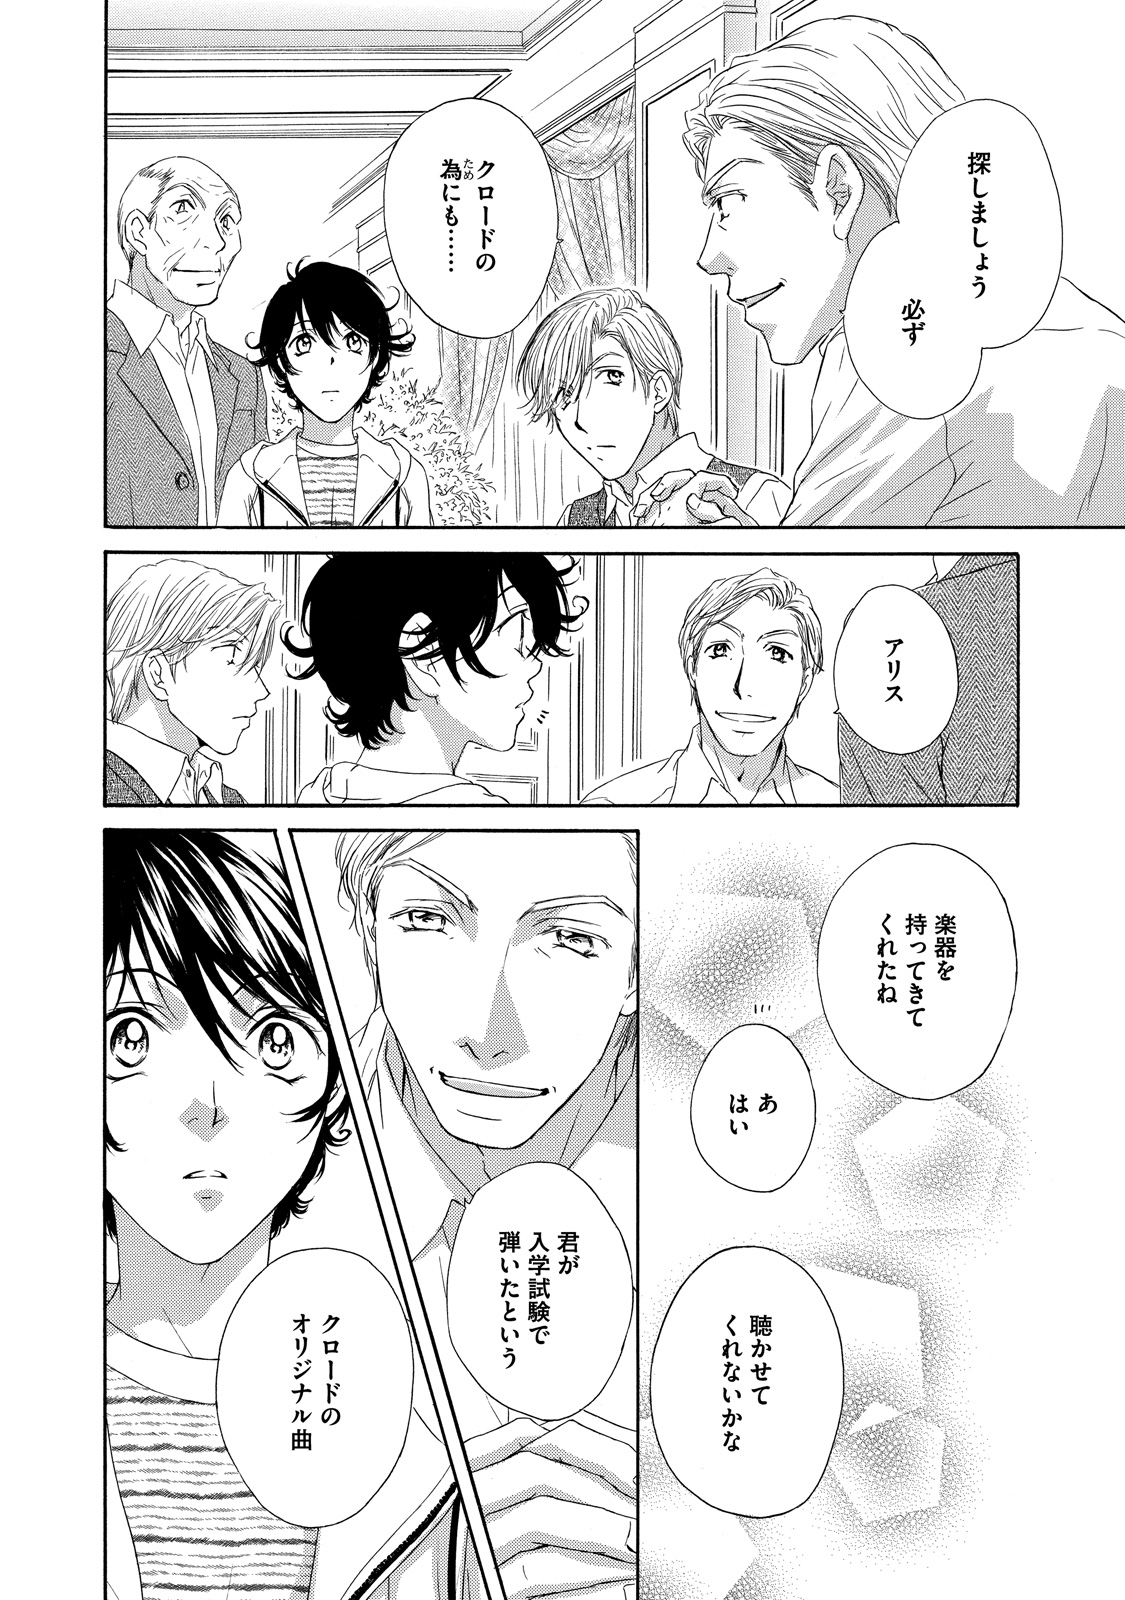 探しましょう
必ず
クロードの
為にも……
ため
アリス
楽器を
持ってきて
くれたね
あ
はい
聴かせて
くれないかな
君が
入学試験で
弾いたという
クロードの
オリジナル曲